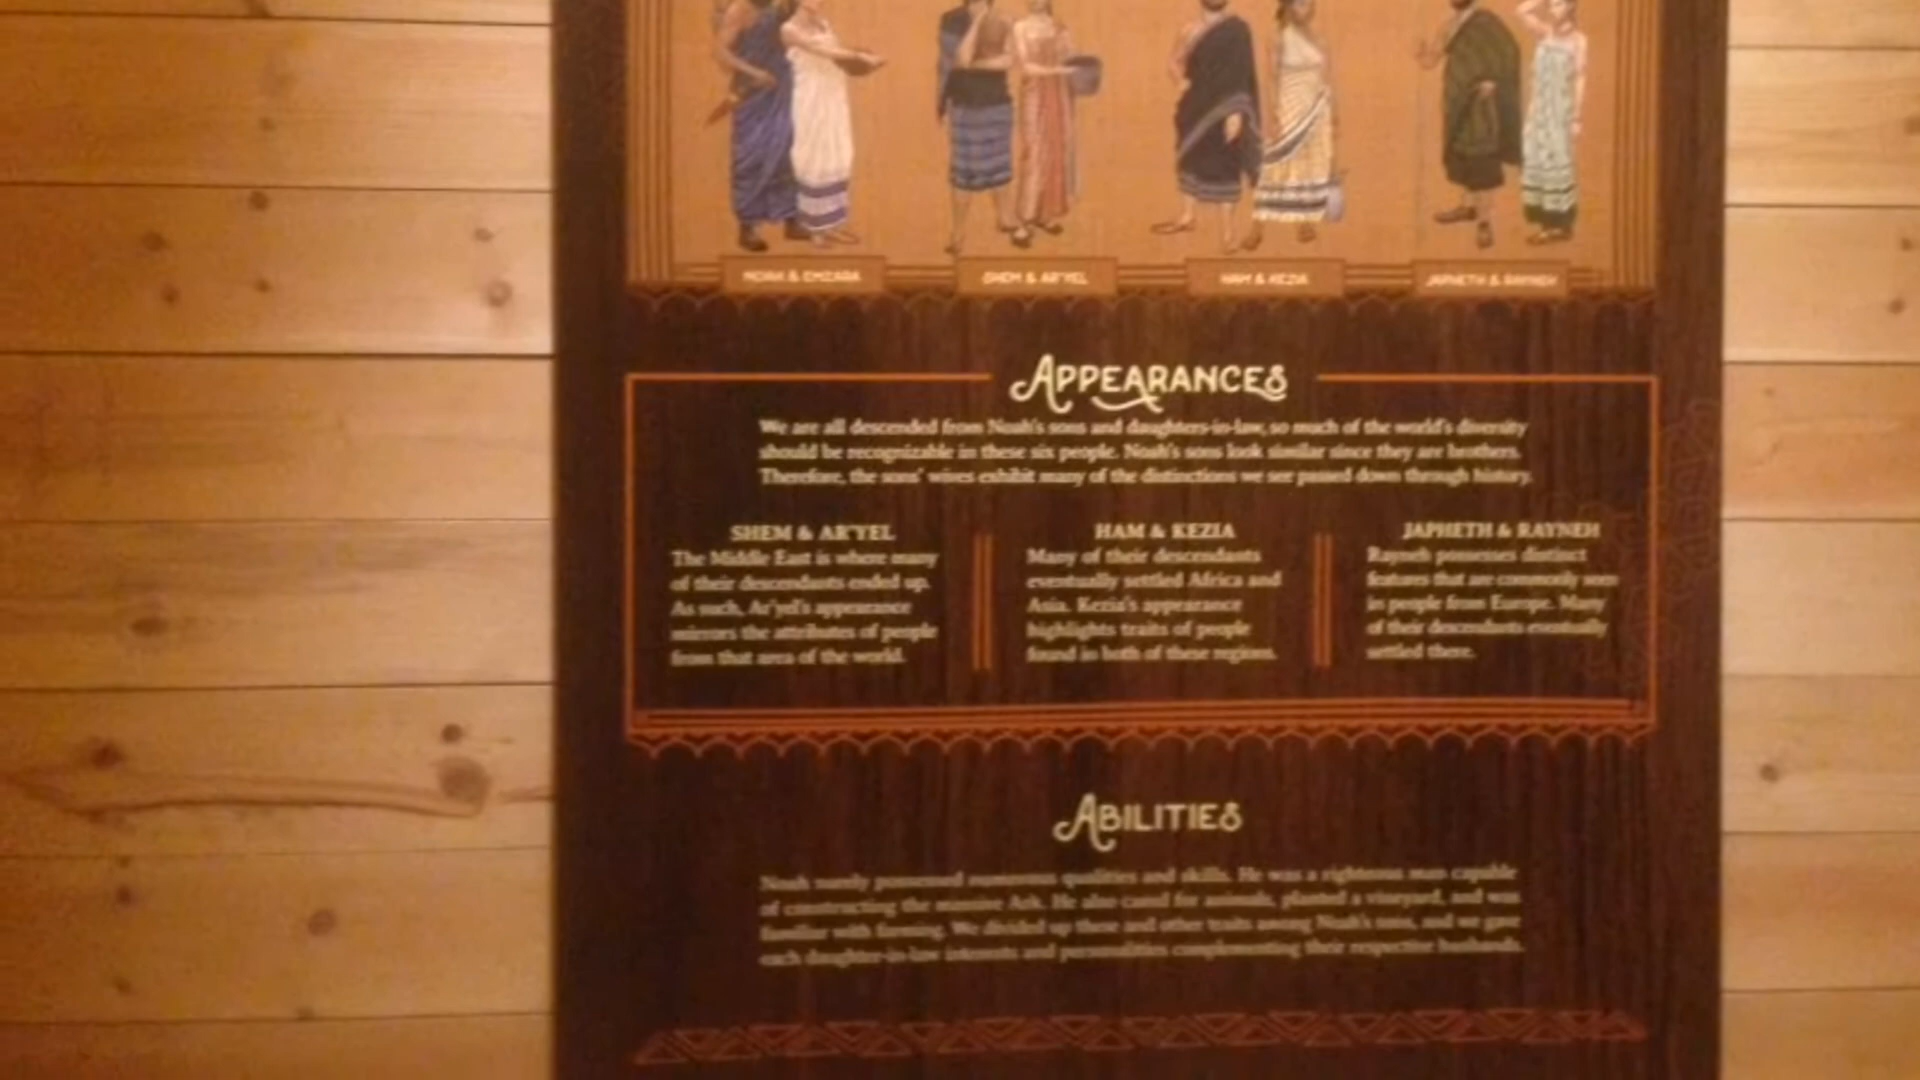 NOAH & EMZARA
SHEM & AR'YEL
HAM & KEZIA
JAPHETH & RAYNEH
APPEARANCES
We are all descended from Noah's sons and daughters-in-law, so much of the world's diversity
should be recognizable in these six people. Noah's sons look similar since they are brothers.
Therefore, the sons' wives exhibit many of the distinctions we see passed down through history.
SHEM & AR'YEL
The Middle East is where many
of their descendants ended up.
As such, Ar'yel's appearance
mirrors the attributes of people
from that area of the world.
HAM & KEZIA
Many of their descendants
eventually settled Africa and
Asia. Kezia's appearance
highlights traits of people
found in both of these regions.
JAPHETH & RAYNEH
Rayneh possesses distinct
features that are commonly seen
in people from Europe. Many
of their descendants eventually
settled there.
ABILITIES
Noah surely possessed numerous qualities and skills. He was a righteous man capable
of constructing the massive Ark. He also cared for animals, planted a vineyard, and was
familiar with farming. We divided up these and other traits among Noah's sons, and we gave
each daughter-in-law interests and personalities complementing their respective husbands.